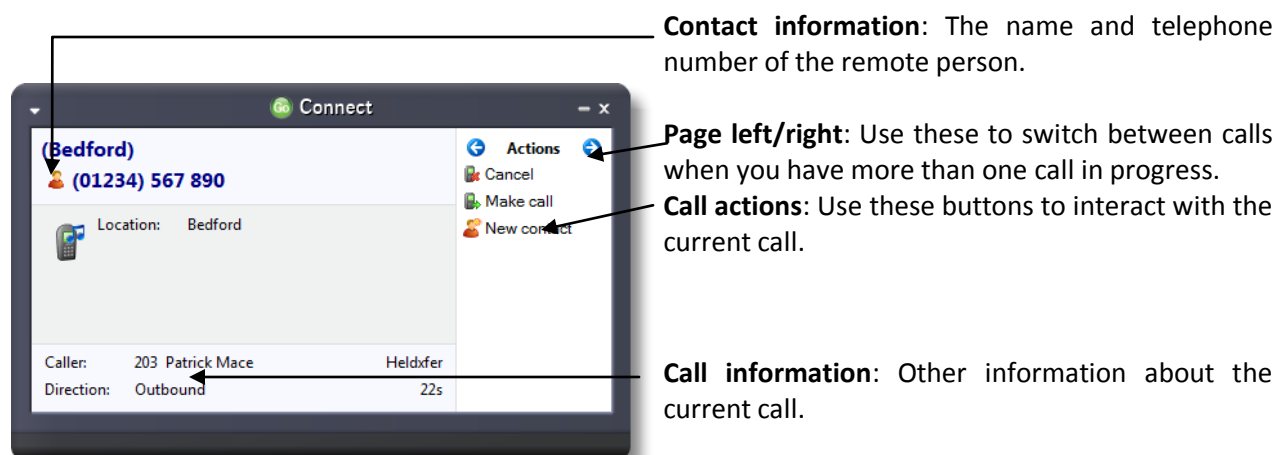 Contact information: The name and telephone
number of the remote person.
Go Connect
(Bedford)
(01234) 567 890
Location: Bedford
Caller: 203 Patrick Mace Heldxfer
Direction: Outbound 22s
Actions
Cancel
Make call
New contact
Page left/right: Use these to switch between calls
when you have more than one call in progress.
Call actions: Use these buttons to interact with the
current call.
Call information: Other information about the
current call.